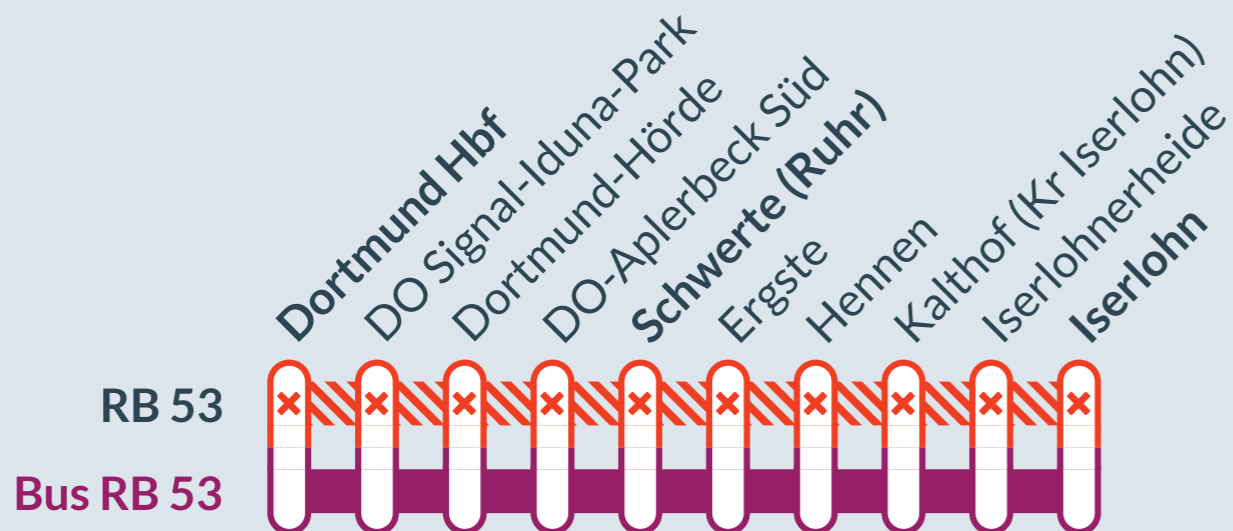 Dortmund Hbf
DO Signal-Iduna-Park
Dortmund-Hörde
DO-Aplerbeck Süd
Schwerte (Ruhr)
Ergste
Hennen
Kalthof (Kr Iserlohn)
Iserlohnerheide
Iserlohn
RB 53
Bus RB 53